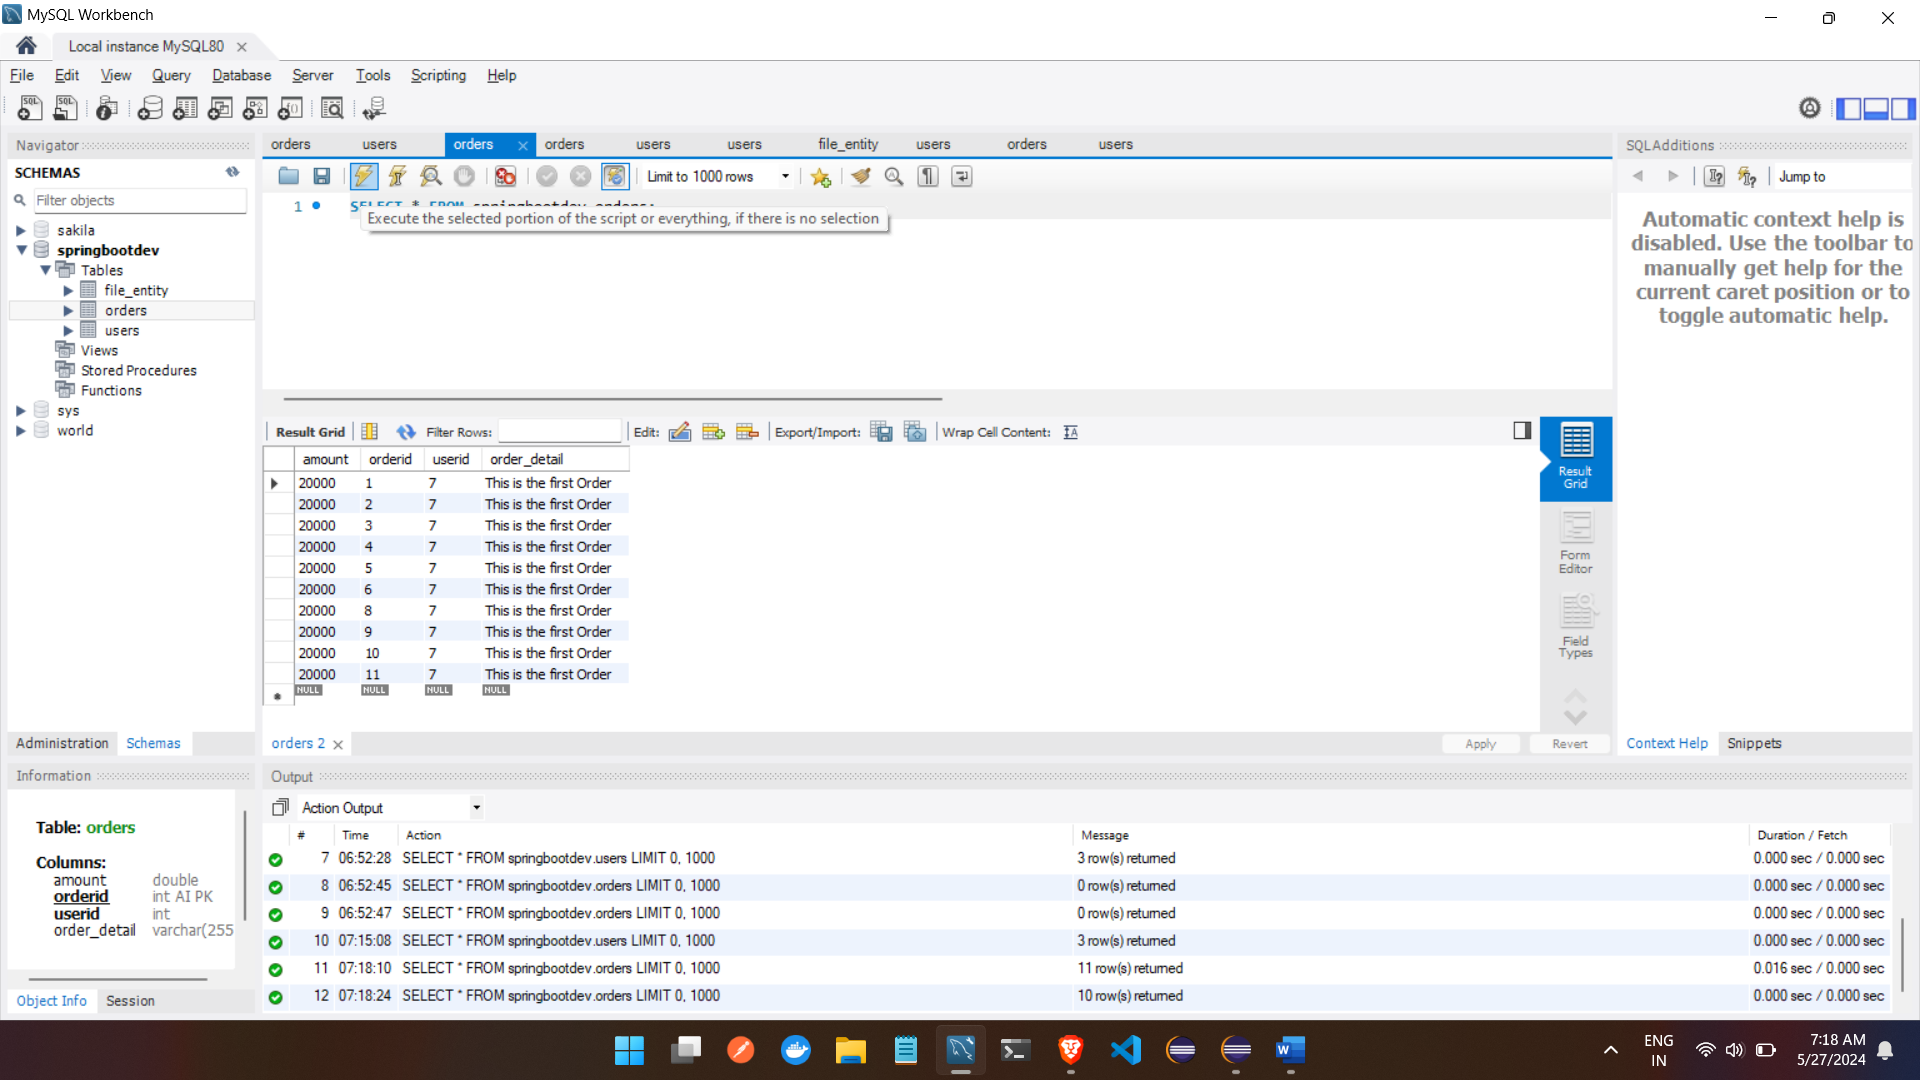 MySQL Workbench
Local instance MySQL80
File Edit View Query Database Server Tools Scripting Help
Navigator
SCHEMAS
Filter objects
sakila
springbootdev
Tables
file_entity
orders
users
Views
Stored Procedures
Functions
sys
world
Administration Schemas
Information
Table: orders
Columns:
amount double
orderid int AI PK
userid int
order_detail varchar(255
Object Info Session
orders users orders orders users users file_entity users orders users
Limit to 1000 rows
1 SELECT * FROM springbootdev.orders;
Execute the selected portion of the script or everything, if there is no selection
Result Grid Filter Rows: Edit: Export/Import: Wrap Cell Content:
amount orderid userid order_detail
20000 1 7 This is the first Order
20000 2 7 This is the first Order
20000 3 7 This is the first Order
20000 4 7 This is the first Order
20000 5 7 This is the first Order
20000 6 7 This is the first Order
20000 8 7 This is the first Order
20000 9 7 This is the first Order
20000 10 7 This is the first Order
20000 11 7 This is the first Order
NULL NULL NULL NULL
Result
Grid
Form
Editor
Field
Types
orders 2 Apply Revert
SQLAdditions
Jump to
Automatic context help is
disabled. Use the toolbar to
manually get help for the
current caret position or to
toggle automatic help.
Context Help Snippets
Output
Action Output
# Time Action Message Duration / Fetch
7 06:52:28 SELECT * FROM springbootdev.users LIMIT 0, 1000 3 row(s) returned 0.000 sec / 0.000 sec
8 06:52:45 SELECT * FROM springbootdev.orders LIMIT 0, 1000 0 row(s) returned 0.000 sec / 0.000 sec
9 06:52:47 SELECT * FROM springbootdev.orders LIMIT 0, 1000 0 row(s) returned 0.000 sec / 0.000 sec
10 07:15:08 SELECT * FROM springbootdev.users LIMIT 0, 1000 3 row(s) returned 0.000 sec / 0.000 sec
11 07:18:10 SELECT * FROM springbootdev.orders LIMIT 0, 1000 11 row(s) returned 0.016 sec / 0.000 sec
12 07:18:24 SELECT * FROM springbootdev.orders LIMIT 0, 1000 10 row(s) returned 0.000 sec / 0.000 sec
ENG
IN
7:18 AM
5/27/2024